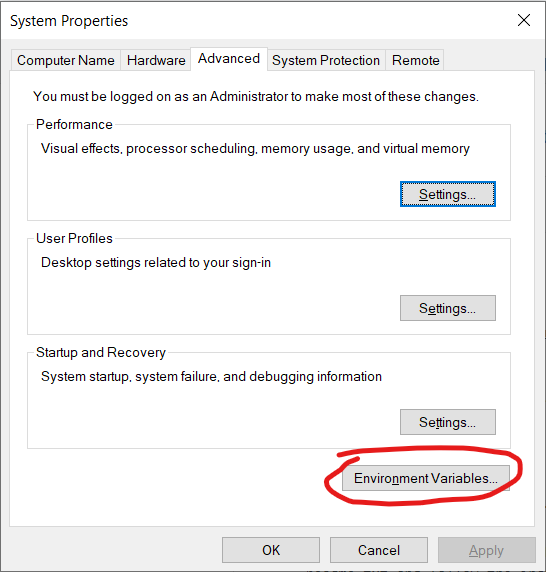 System Properties
Computer Name Hardware Advanced System Protection Remote
You must be logged on as an Administrator to make most of these changes.
Performance
Visual effects, processor scheduling, memory usage, and virtual memory
Settings...
User Profiles
Desktop settings related to your sign-in
Settings...
Startup and Recovery
System startup, system failure, and debugging information
Settings...
Environment Variables...
OK Cancel Apply